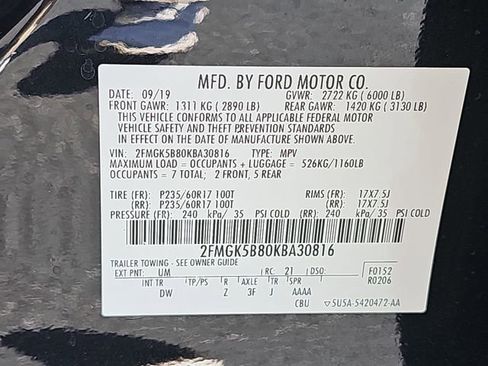 MFD. BY FORD MOTOR CO.
DATE: 09/19 GVWR: 2722 KG ( 6000 LB)
FRONT GAWR: 1311 KG ( 2890 LB) REAR GAWR: 1420 KG ( 3130 LB)
THIS VEHICLE CONFORMS TO ALL APPLICABLE FEDERAL MOTOR
VEHICLE SAFETY AND THEFT PREVENTION STANDARDS
IN EFFECT ON THE DATE OF MANUFACTURE SHOWN ABOVE.
VIN: 2FMGK5B80KBA30816 TYPE: MPV
MAXIMUM LOAD = OCCUPANTS + LUGGAGE = 526KG/1160LB
OCCUPANTS = 7 TOTAL; 2 FRONT, 5 REAR
TIRE (FR): P235/60R17 100T RIMS (FR): 17X7.5J
(RR): P235/60R17 100T (RR): 17X7.5J
PRESSURE (FR): 240 kPa/ 35 PSI COLD (RR): 240 kPa/ 35 PSI COLD
2FMGK5B80KBA30816
TRAILER TOWING - SEE OWNER GUIDE
EXT PNT: UM RC: 21 DSO: F0152
INT TR TP/PS R AXLE TR SPR R0206
DW Z 3F J AAAA
CBU 5U5A-5420472-AA